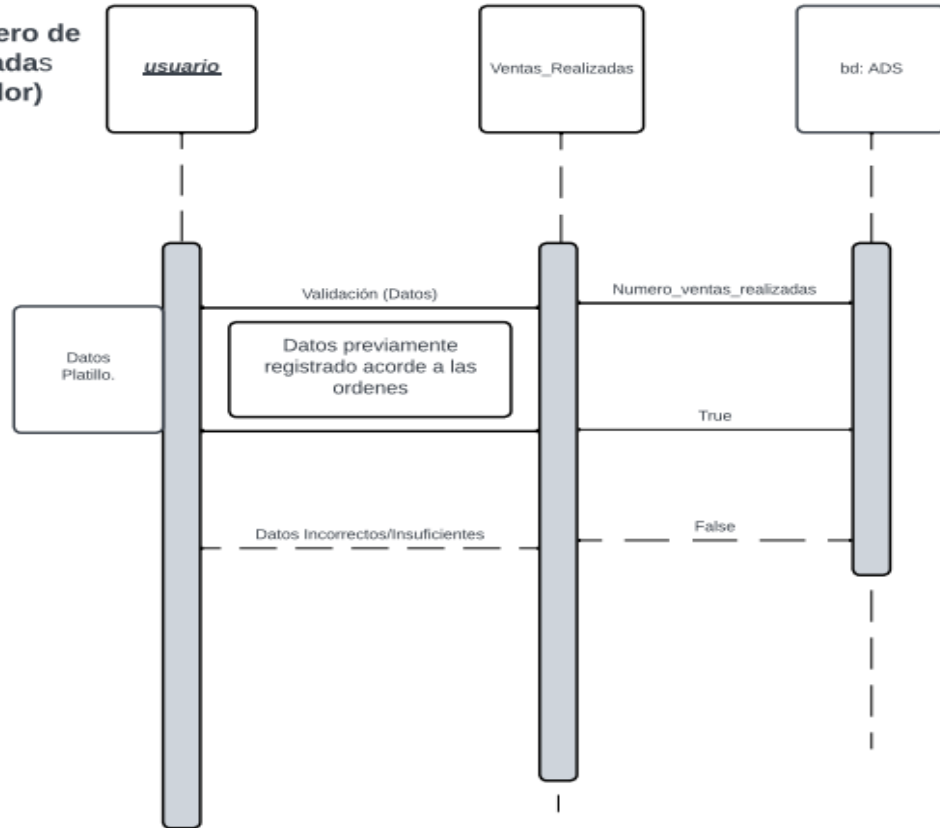 ero de
adas
lor)
usuario
Ventas_Realizadas
bd: ADS
Validación (Datos)
Numero_ventas_realizadas
Datos previamente
registrado acorde a las
ordenes
Datos
Platillo.
True
Datos Incorrectos/Insuficientes
False